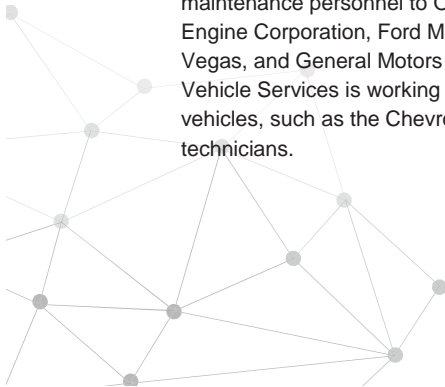 maintenance personnel to
Engine Corporation, Ford
Vegas, and General Motors
Vehicle Services is working
vehicles, such as the
technicians.